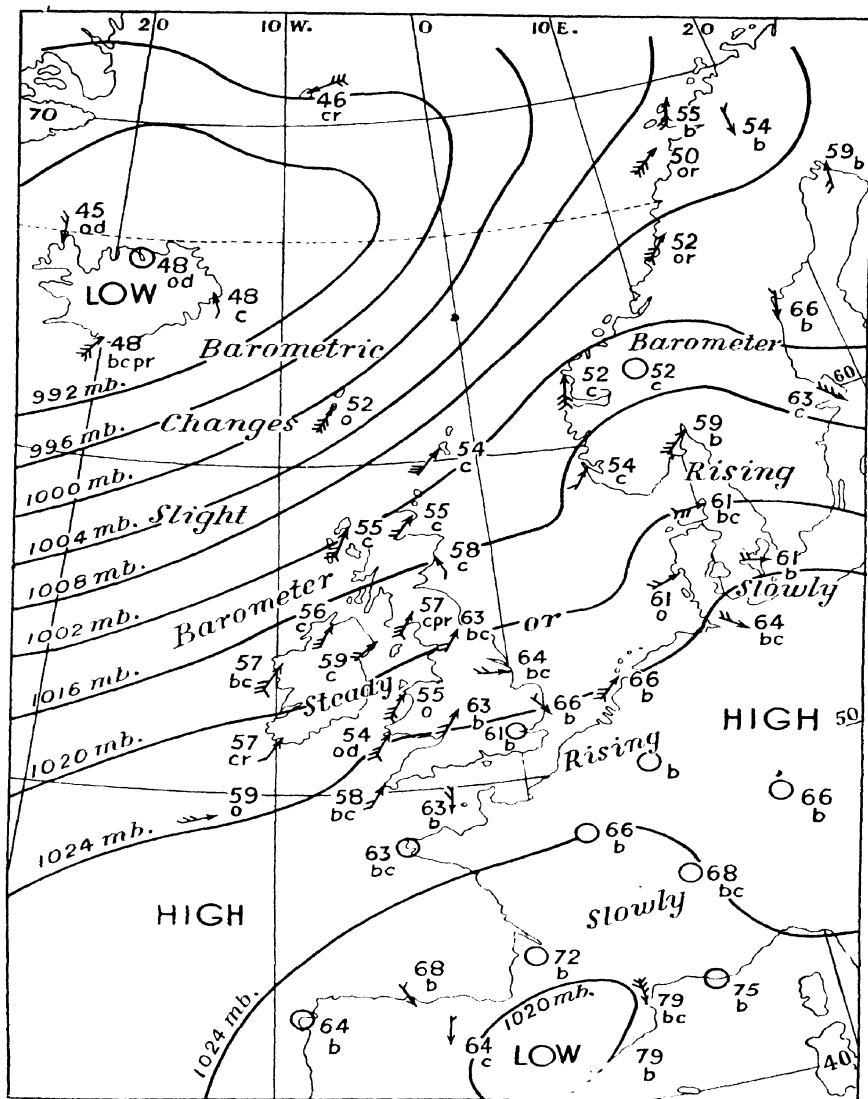 20 10 W. 0 10 E. 20
70
46
cr
55
b
54
b
50
or
59
b
45
od
48
od
52
or
LOW
48
c
48
bcpr
66
b
Barometric
Barometer
992 mb.
52
c
52
c
60
63
c
52
o
Changes
996 mb.
59
b
54
c
54
c
Rising
1000 mb.
1004 mb.
Slight
55
c
55
c
61
bc
58
c
1008 mb.
61
b
Slowly
61
o
1002 mb.
Barometer
56
c
57
cpr
63
bc
or
64
bc
57
bc
59
c
64
bc
1016 mb.
Steady
55
o
63
b
66
b
66
b
HIGH
50
1020 mb.
57
cr
54
od
61
b
Rising
b
66
b
59
o
58
bc
63
b
1024 mb.
63
bc
66
b
68
bc
HIGH
Slowly
68
b
72
b
79
bc
75
b
1024 mb.
1020 mb.
64
b
64
c
LOW
79
b
40